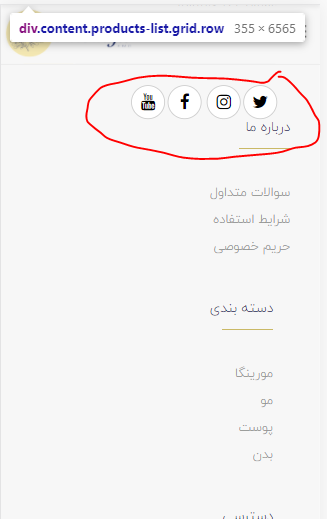 div.content.products-list.grid.row 355 × 6565
You Tube
درباره ما
سوالات متداول
شرایط استفاده
حریم خصوصی
دسته بندی
مورینگا
مو
پوست
بدن
دسترسی